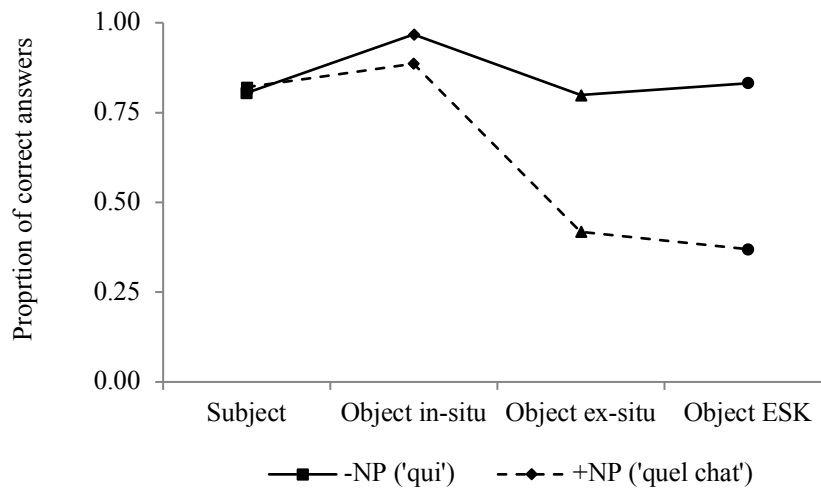 Proprtion of correct answers
1.00
0.75
0.50
0.25
0.00
Subject Object in-situ Object ex-situ Object ESK
-NP ('qui') +NP ('quel chat')